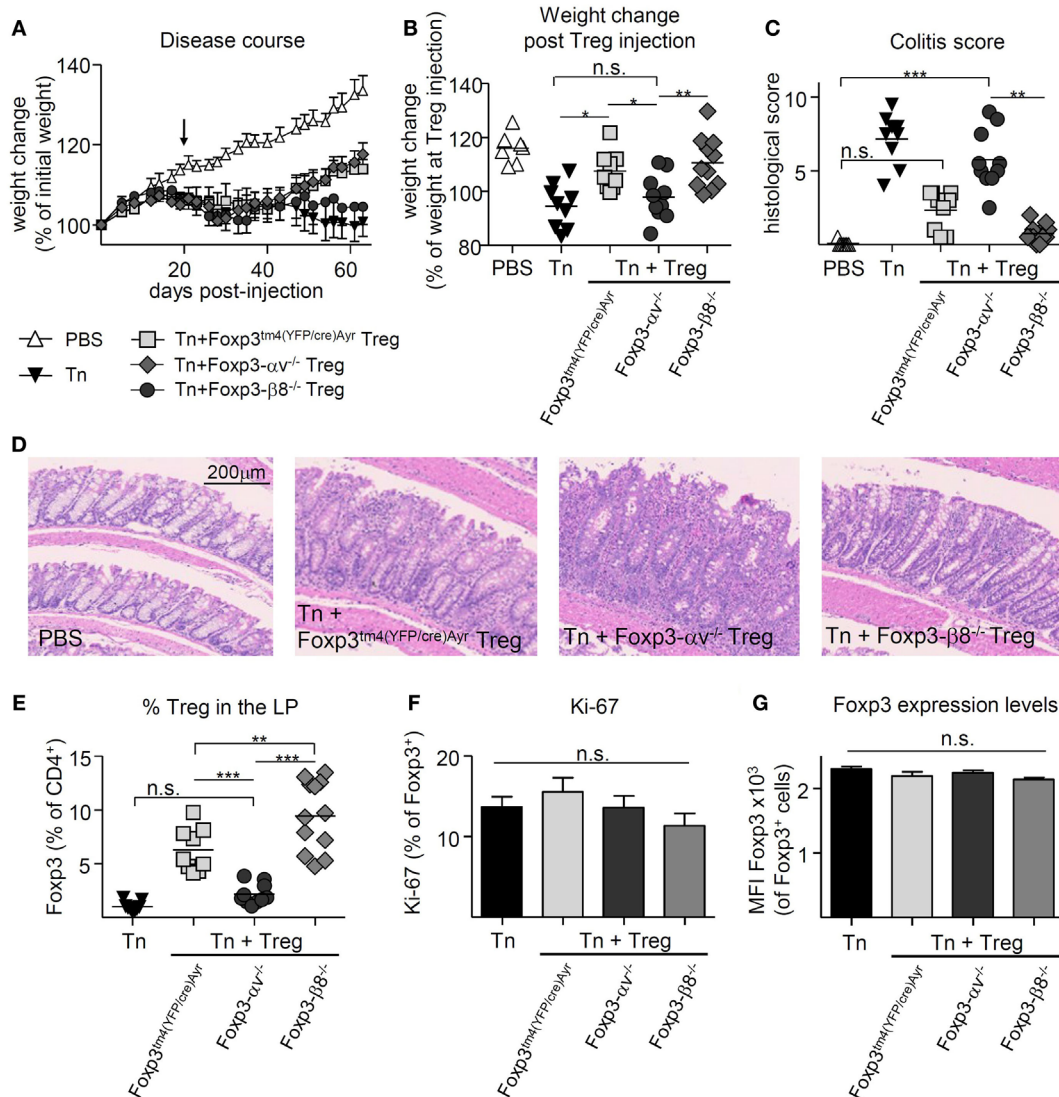 A
Disease course
weight change
(% of initial weight)
140
120
100
0
20
40
60
days post-injection
PBS
Tn
Tn+Foxp3tm4(YFP/cre)Ayr Treg
Tn+Foxp3-αv-/- Treg
Tn+Foxp3-β8-/- Treg
B
Weight change
post Treg injection
weight change
(% of weight at Treg injection)
140
120
100
80
n.s.
*
*
**
PBS
Tn
Tn + Treg
Foxp3tm4(YFP/cre)Ayr
Foxp3-αv-/-
Foxp3-β8-/-
C
Colitis score
histological score
10
5
0
***
**
n.s.
PBS
Tn
Tn + Treg
Foxp3tm4(YFP/cre)Ayr
Foxp3-αv-/-
Foxp3-β8-/-
D
200μm
PBS
Tn +
Foxp3tm4(YFP/cre)Ayr Treg
Tn + Foxp3-αv-/- Treg
Tn + Foxp3-β8-/- Treg
E
% Treg in the LP
Foxp3 (% of CD4+)
15
10
5
**
***
***
n.s.
Tn
Tn + Treg
Foxp3tm4(YFP/cre)Ayr
Foxp3-αv-/-
Foxp3-β8-/-
F
Ki-67
Ki-67 (% of Foxp3+)
20
10
0
n.s.
Tn
Tn + Treg
Foxp3tm4(YFP/cre)Ayr
Foxp3-αv-/-
Foxp3-β8-/-
G
Foxp3 expression levels
MFI Foxp3 x103
(of Foxp3+ cells)
2
1
n.s.
Tn
Tn + Treg
Foxp3tm4(YFP/cre)Ayr
Foxp3-αv-/-
Foxp3-β8-/-